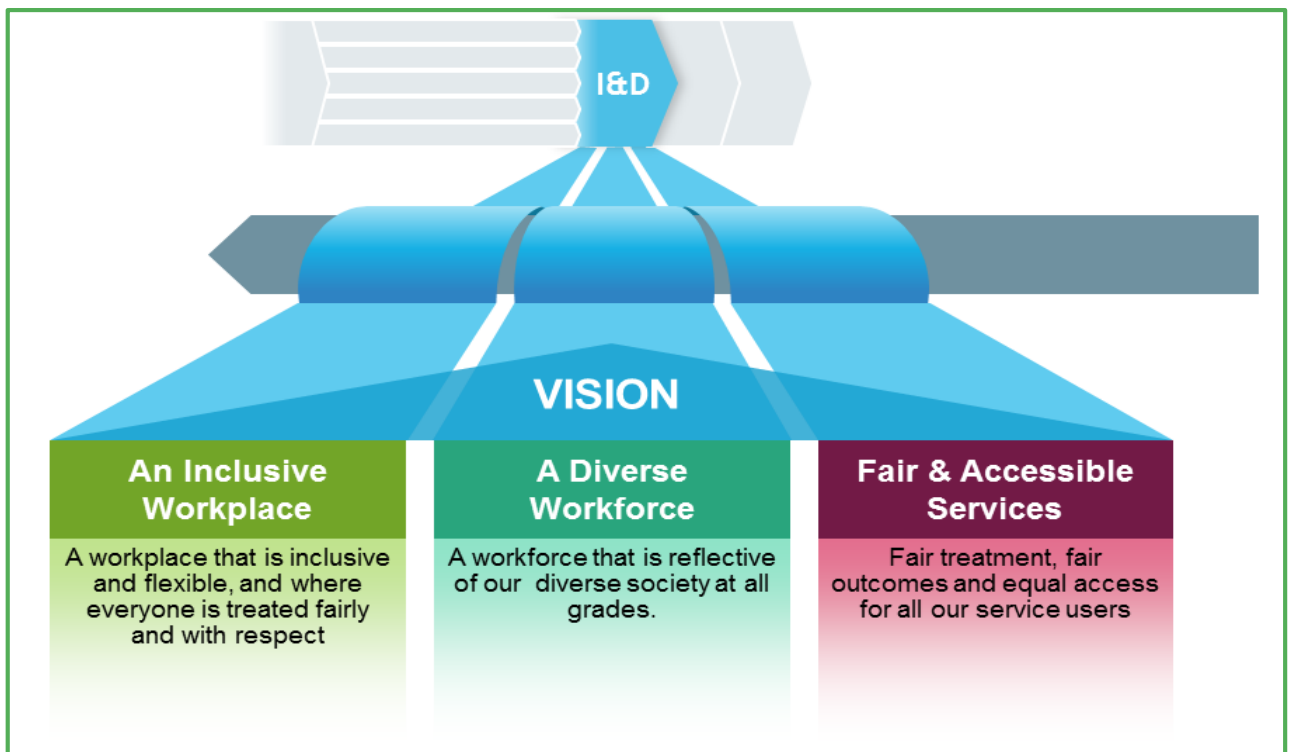 I&D
VISION
An Inclusive
Workplace
A workplace that is inclusive
and flexible, and where
everyone is treated fairly
and with respect
A Diverse
Workforce
A workforce that is reflective
of our diverse society at all
grades.
Fair & Accessible
Services
Fair treatment, fair
outcomes and equal access
for all our service users